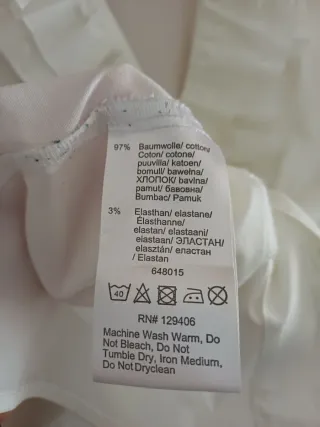 97% Baumwolle/ cotton/
Coton/ cotone/
puuvilla/ katoen/
bomull/ bawełna/
ХЛОПОК/ bavlna/
pamut/ бавовна/
Bumbac/ Pamuk
3% Elasthan/ elastane/
Élasthanne/
elastan/ elastaani/
elastaan/ ЭЛАСТАН/
elasztán/ еластан
/ Elastan
648015
40
RN# 129406
Machine Wash Warm, Do
Not Bleach, Do Not
Tumble Dry, Iron Medium,
Do Not Dryclean